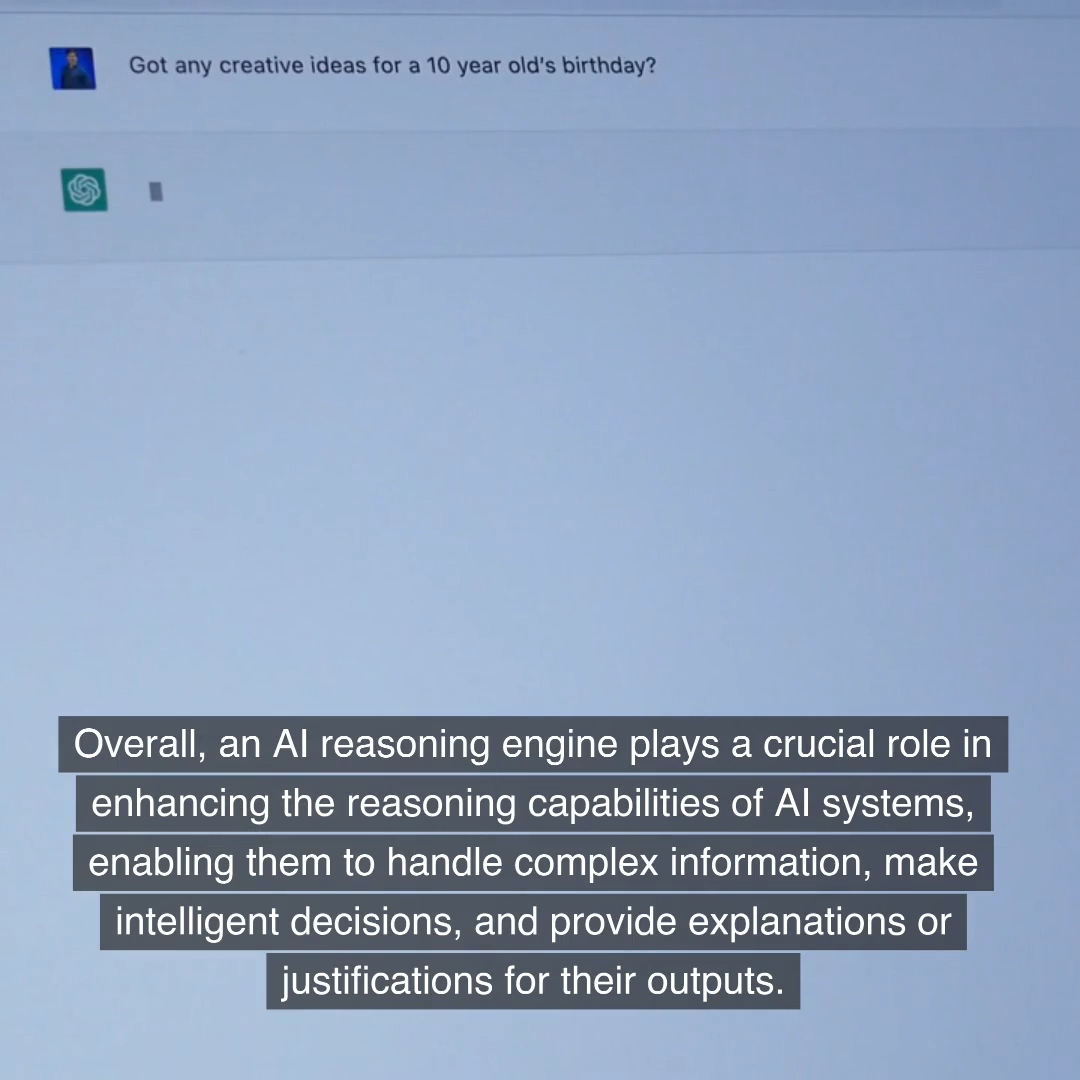 Got any creative ideas for a 10 year old's birthday?
Overall, an AI reasoning engine plays a crucial role in
enhancing the reasoning capabilities of AI systems,
enabling them to handle complex information, make
intelligent decisions, and provide explanations or
justifications for their outputs.